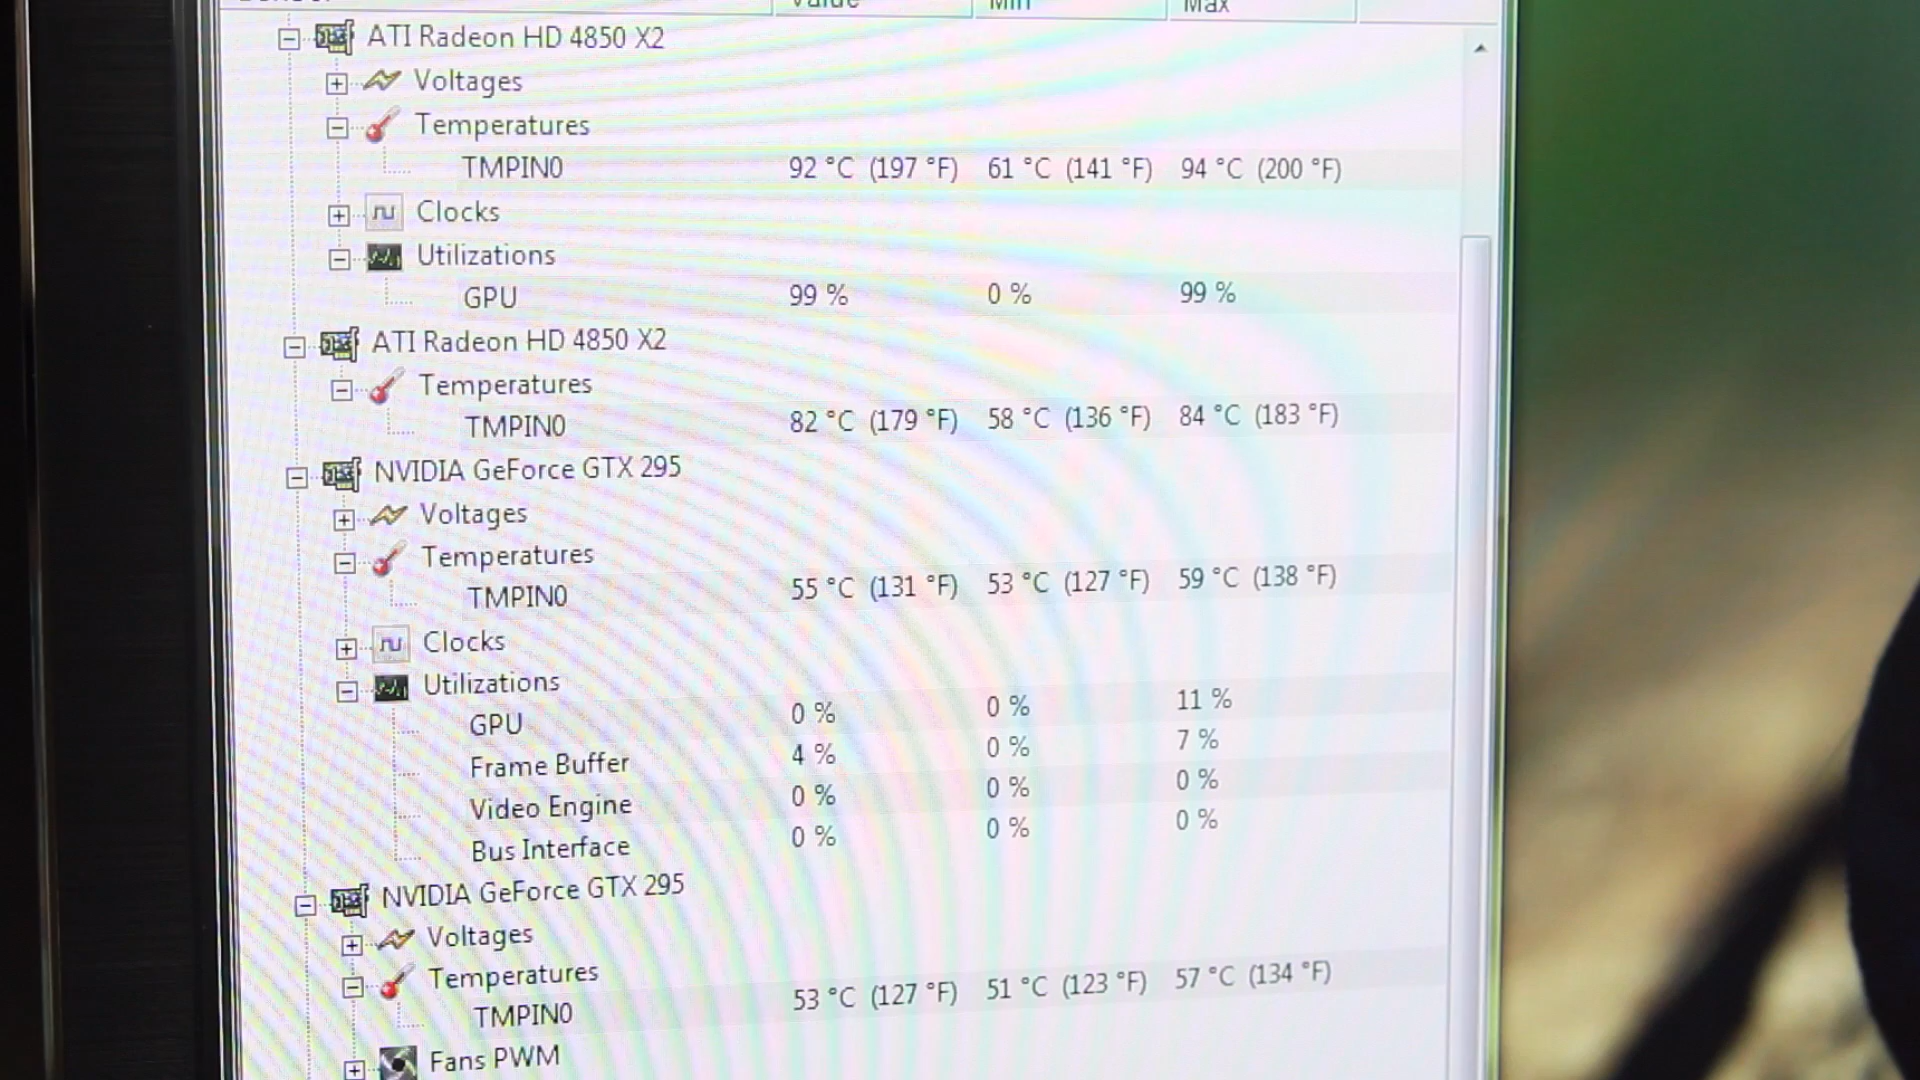 Value Min Max
ATI Radeon HD 4850 X2
Voltages
Temperatures
TMPIN0 92 °C (197 °F) 61 °C (141 °F) 94 °C (200 °F)
Clocks
Utilizations
GPU 99 % 0 % 99 %
ATI Radeon HD 4850 X2
Temperatures
TMPIN0 82 °C (179 °F) 58 °C (136 °F) 84 °C (183 °F)
NVIDIA GeForce GTX 295
Voltages
Temperatures
TMPIN0 55 °C (131 °F) 53 °C (127 °F) 59 °C (138 °F)
Clocks
Utilizations
GPU 0 % 0 % 11 %
Frame Buffer 4 % 0 % 7 %
Video Engine 0 % 0 % 0 %
Bus Interface 0 % 0 % 0 %
NVIDIA GeForce GTX 295
Voltages
Temperatures
TMPIN0 53 °C (127 °F) 51 °C (123 °F) 57 °C (134 °F)
Fans PWM